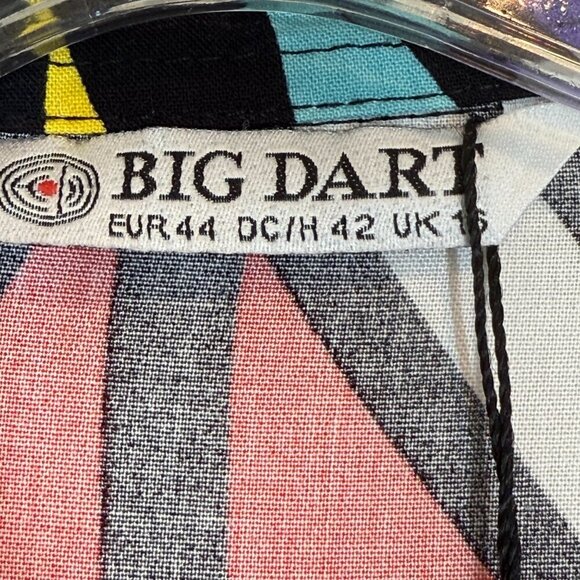 BIG DART
EUR.44 DC/H 42 UK 16